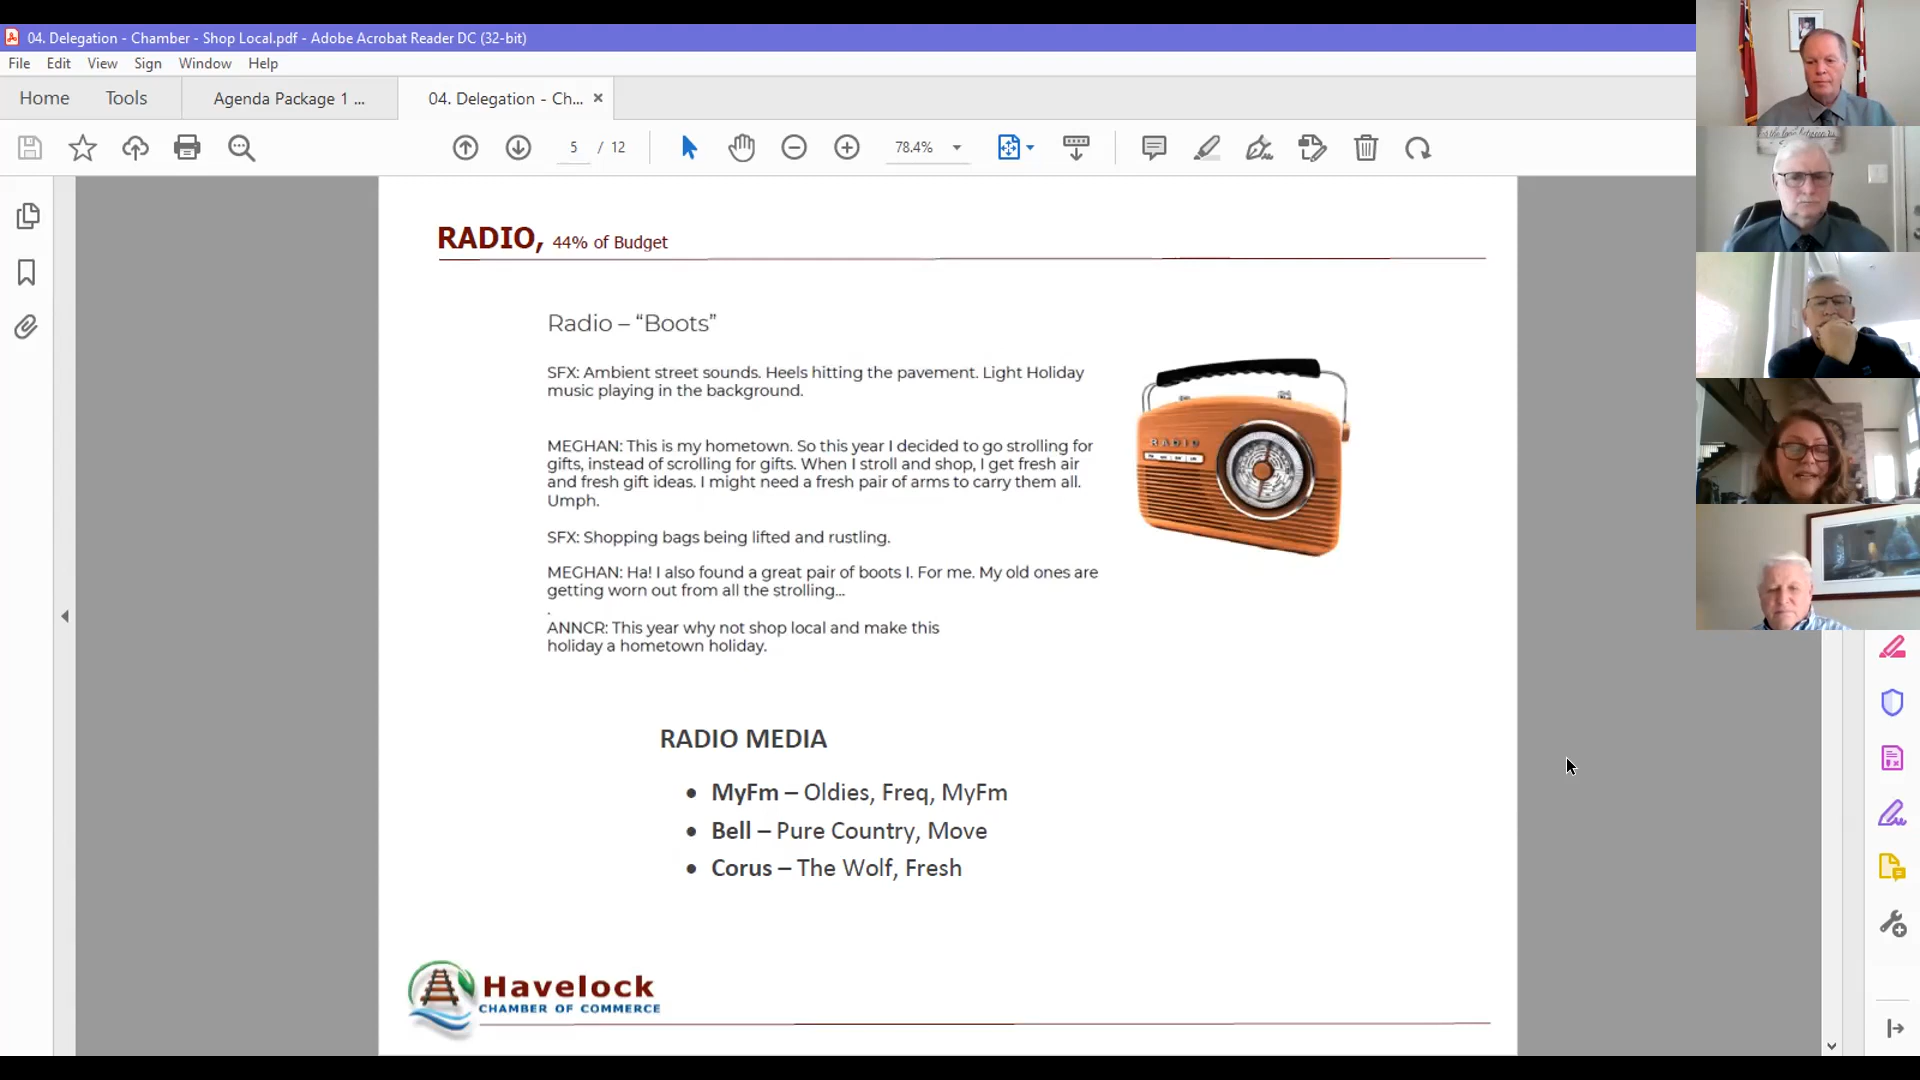 04. Delegation - Chamber - Shop Local.pdf - Adobe Acrobat Reader DC (32-bit)
File Edit View Sign Window Help
Home Tools Agenda Package 1 ... 04. Delegation - Ch... ×
5 / 12 78.4%
RADIO, 44% of Budget
Radio – “Boots”
SFX: Ambient street sounds. Heels hitting the pavement. Light Holiday
music playing in the background.
MEGHAN: This is my hometown. So this year I decided to go strolling for
gifts, instead of scrolling for gifts. When I stroll and shop, I get fresh air
and fresh gift ideas. I might need a fresh pair of arms to carry them all.
Umph.
SFX: Shopping bags being lifted and rustling.
MEGHAN: Ha! I also found a great pair of boots I. For me. My old ones are
getting worn out from all the strolling...
.
ANNCR: This year why not shop local and make this
holiday a hometown holiday.
RADIO
RADIO MEDIA
• MyFm – Oldies, Freq, MyFm
• Bell – Pure Country, Move
• Corus – The Wolf, Fresh
Havelock
CHAMBER OF COMMERCE